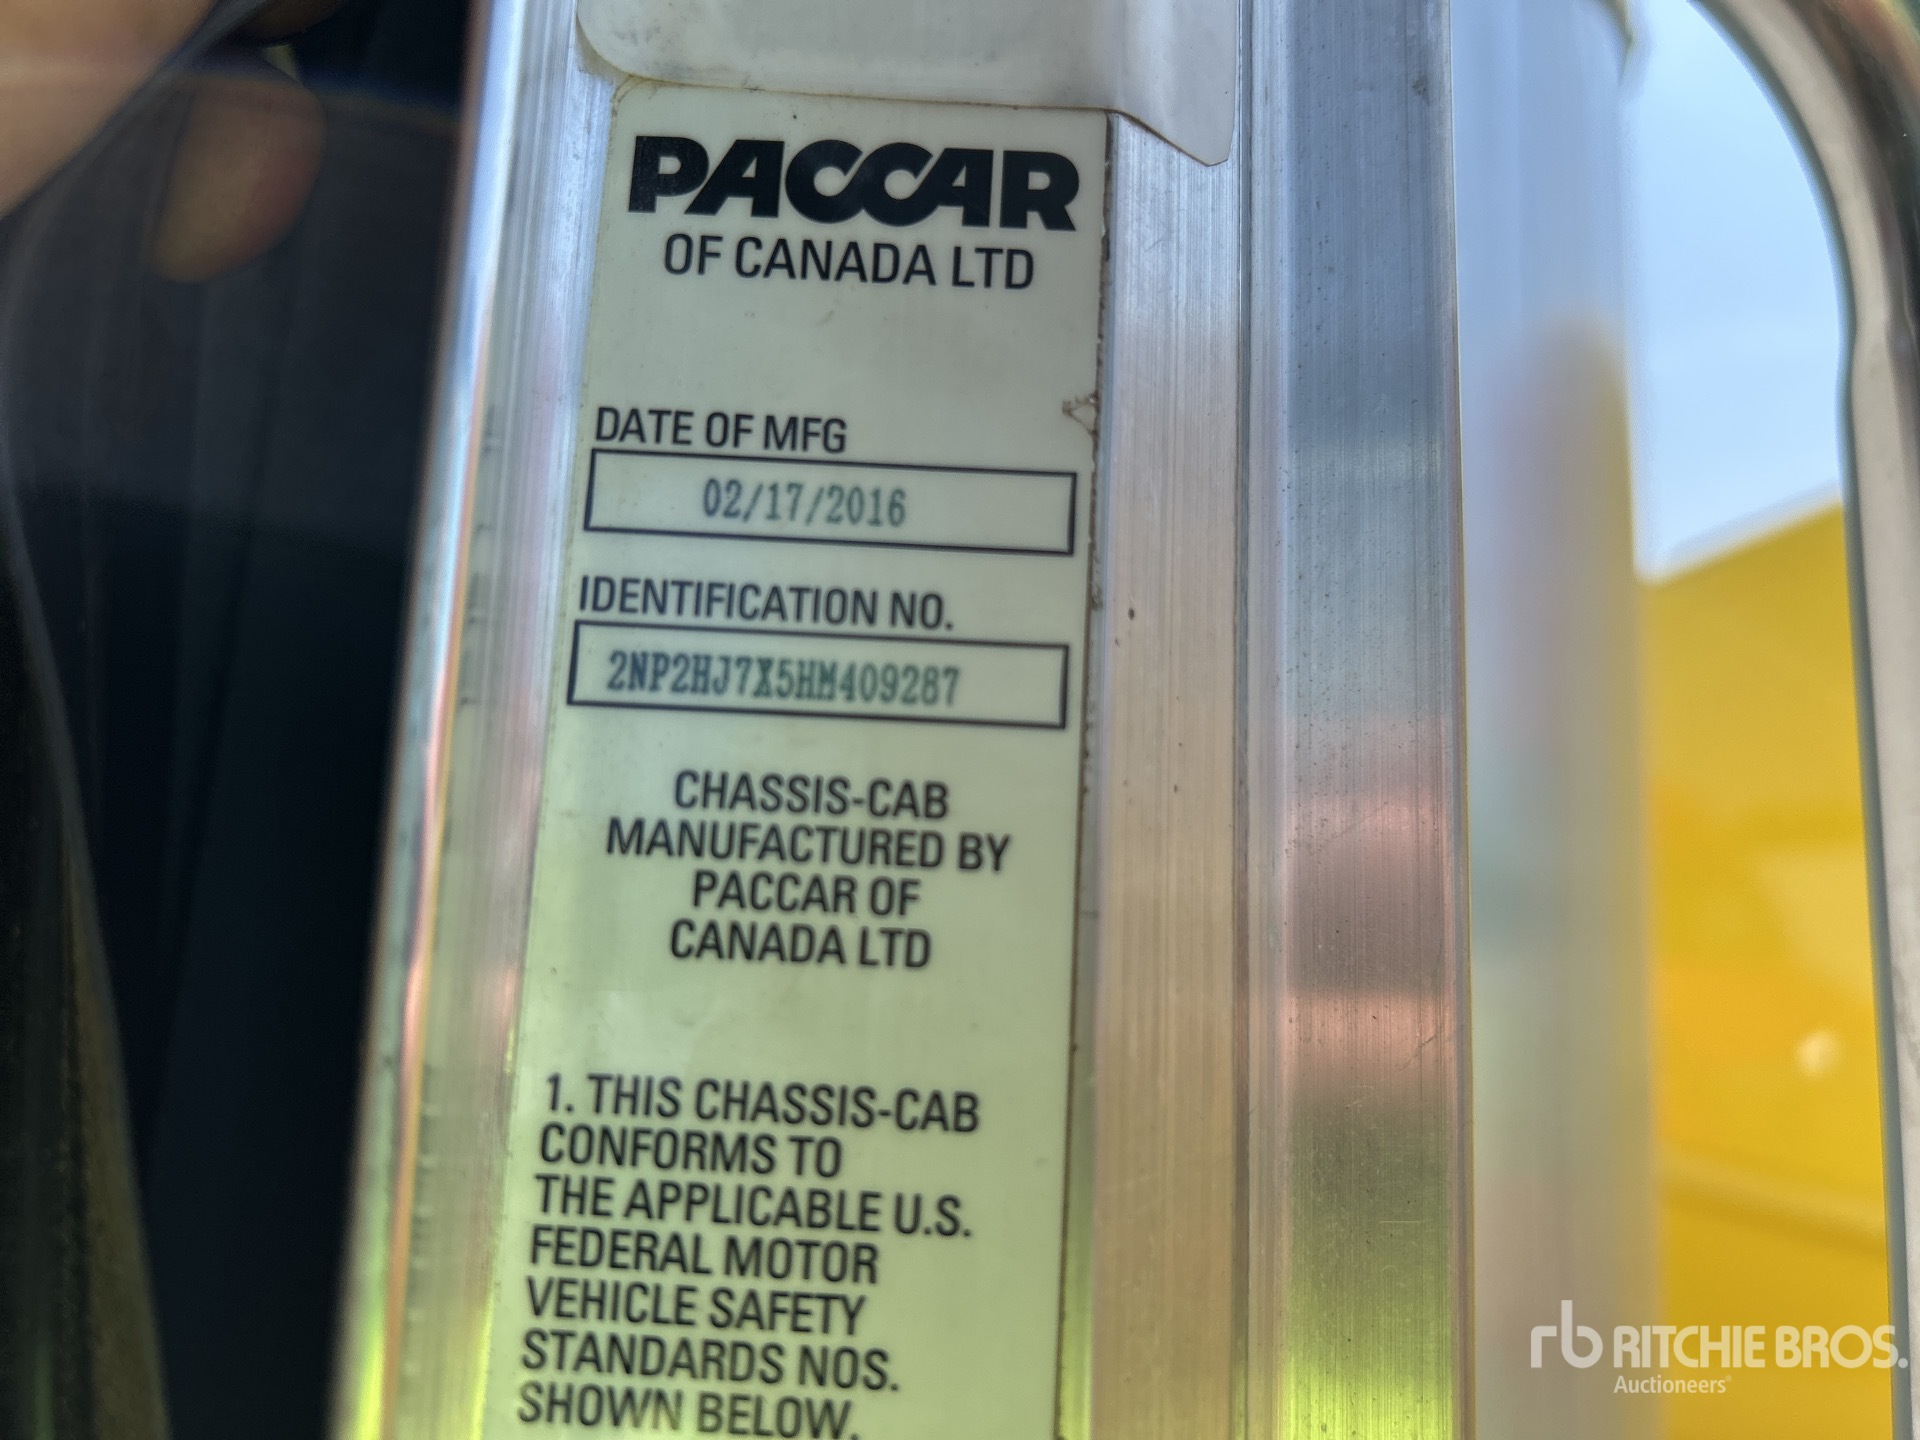 PACCAR
OF CANADA LTD
DATE OF MFG
02/17/2016
IDENTIFICATION NO.
2NP2HJ7X5HM409287
CHASSIS-CAB
MANUFACTURED BY
PACCAR OF
CANADA LTD
1. THIS CHASSIS-CAB
CONFORMS TO
THE APPLICABLE U.S.
FEDERAL MOTOR
VEHICLE SAFETY
STANDARDS NOS.
SHOWN BELOW.
rb RITCHIE BROS.
Auctioneers